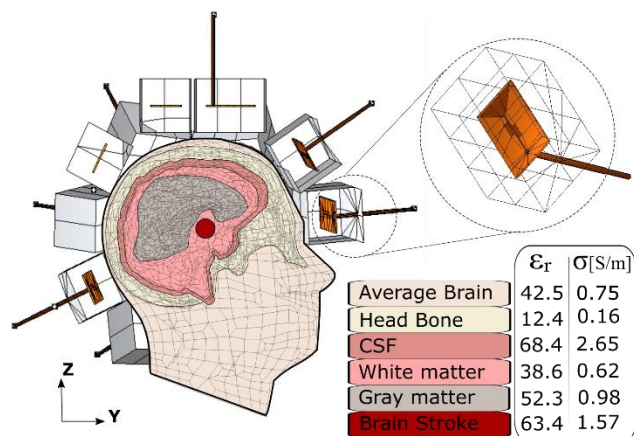 Z
Y
εr σ[S/m]
Average Brain 42.5 0.75
Head Bone 12.4 0.16
CSF 68.4 2.65
White matter 38.6 0.62
Gray matter 52.3 0.98
Brain Stroke 63.4 1.57